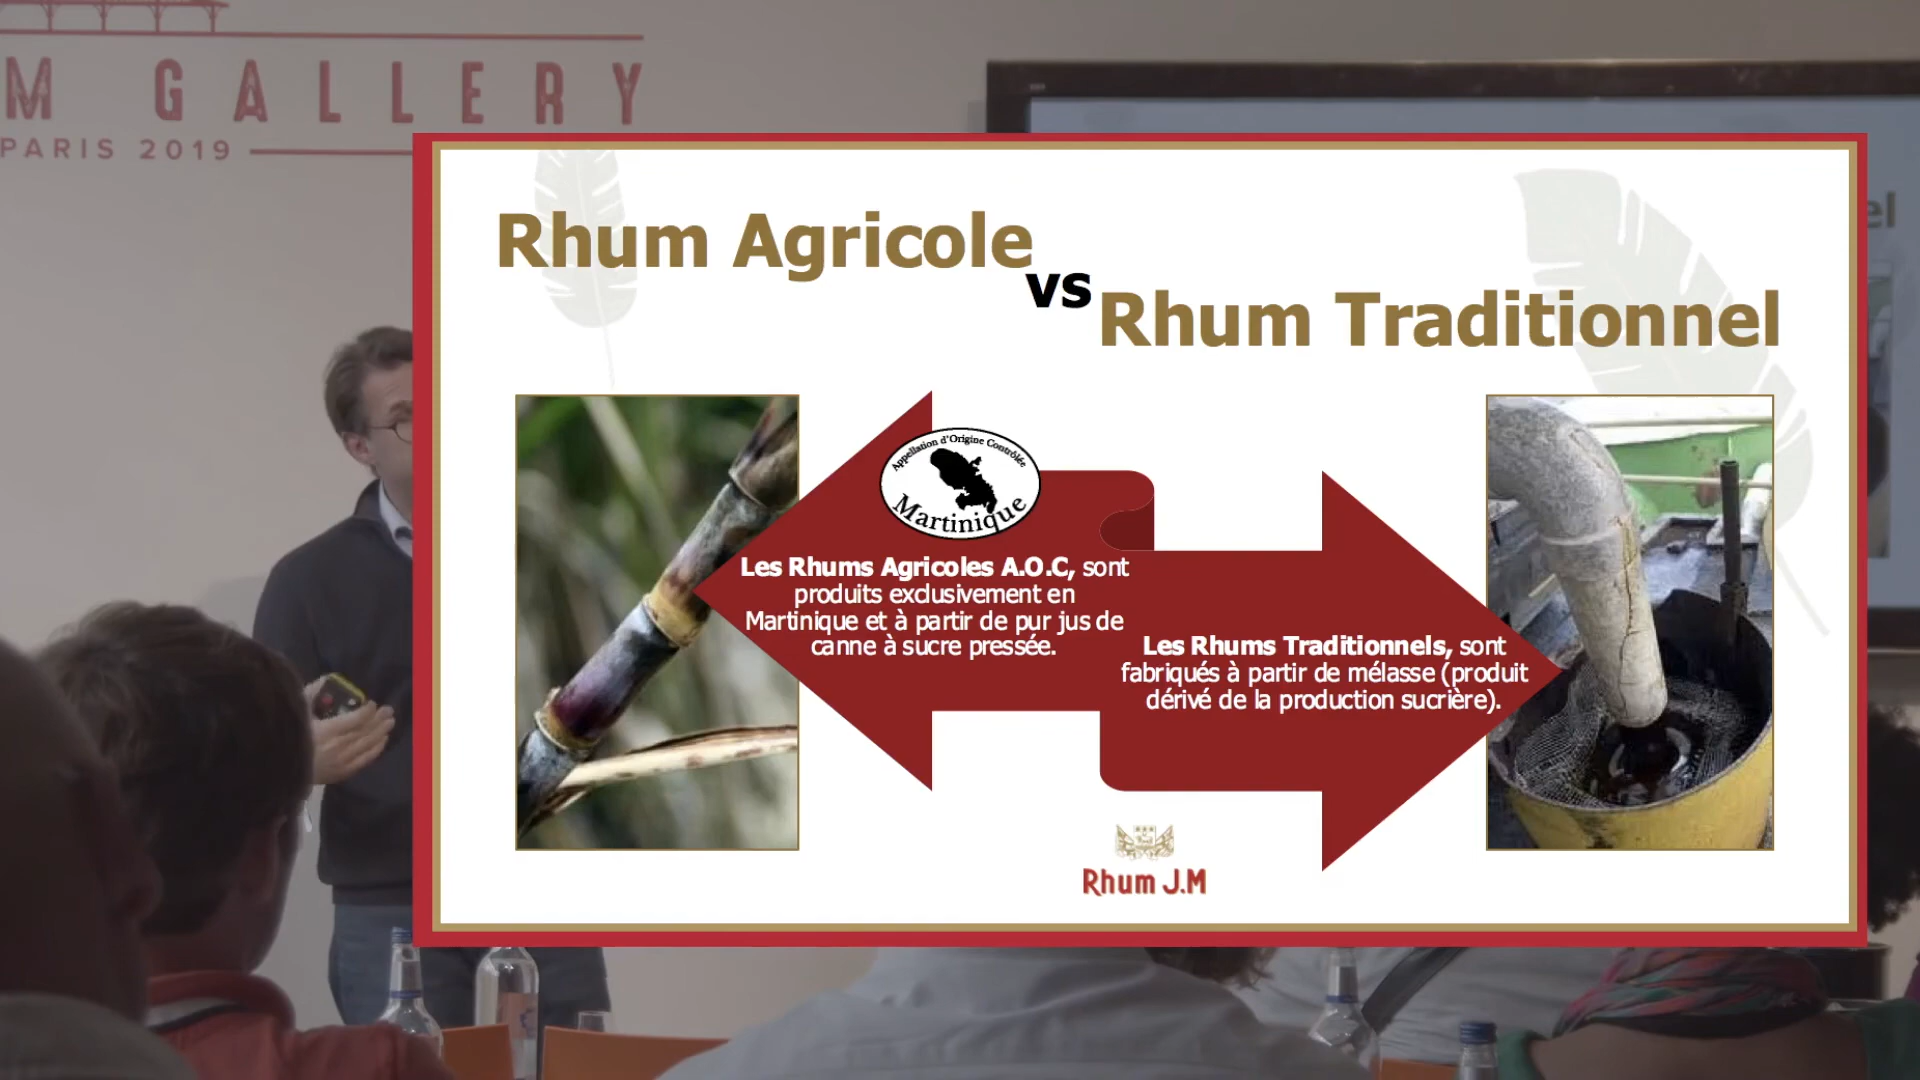 M GALLERY
PARIS 2019
el
Rhum Agricole
vs
Rhum Traditionnel
Appellation d'Origine Contrôlée
Martinique
Les Rhums Agricoles A.O.C, sont
produits exclusivement en
Martinique et à partir de pur jus de
canne à sucre pressée.
Les Rhums Traditionnels, sont
fabriqués à partir de mélasse (produit
dérivé de la production sucrière).
Rhum J.M